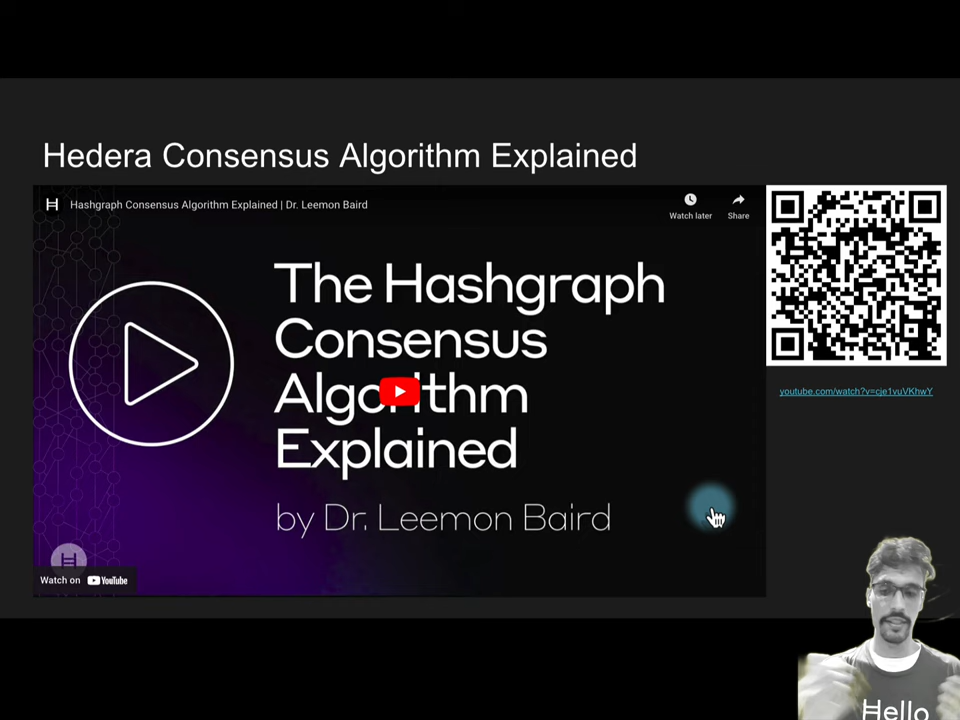 Hedera Consensus Algorithm Explained
Hashgraph Consensus Algorithm Explained | Dr. Leemon Baird
Watch later
Share
The Hashgraph
Consensus
Algorithm
Explained
by Dr. Leemon Baird
Watch on YouTube
youtube.com/watch?v=cje1vuVKhwY
Hello